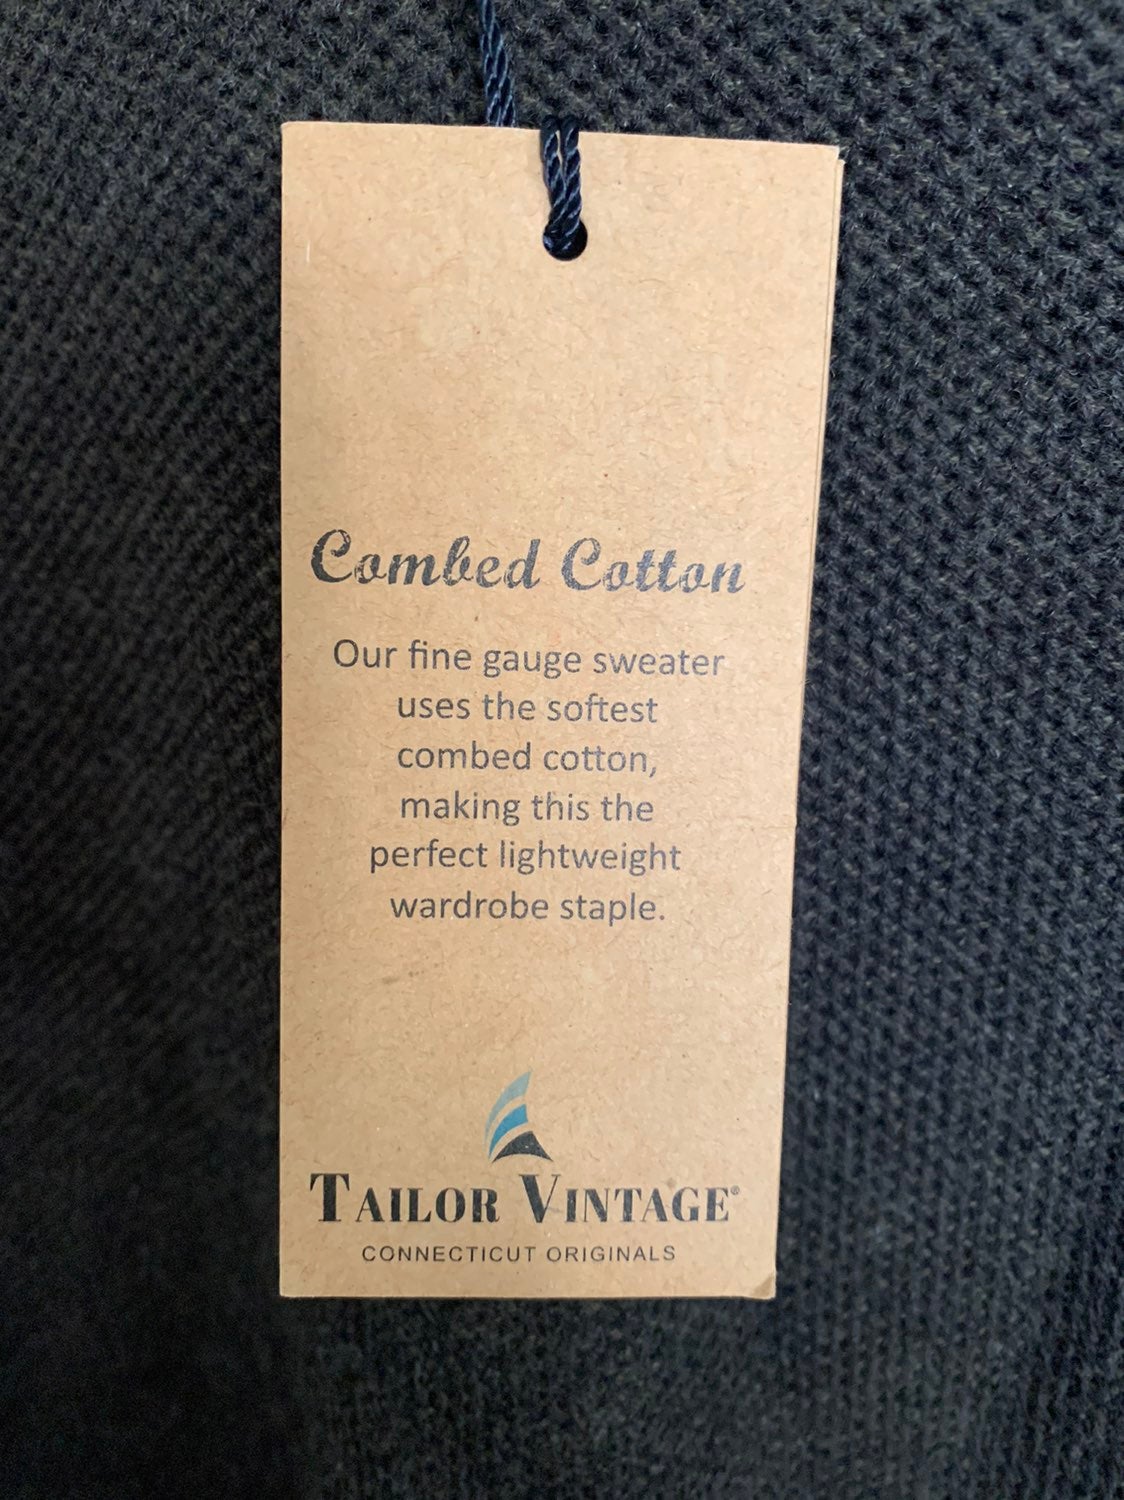 Combed Cotton
Our fine gauge sweater
uses the softest
combed cotton,
making this the
perfect lightweight
wardrobe staple.
TAILOR VINTAGE®
CONNECTICUT ORIGINALS